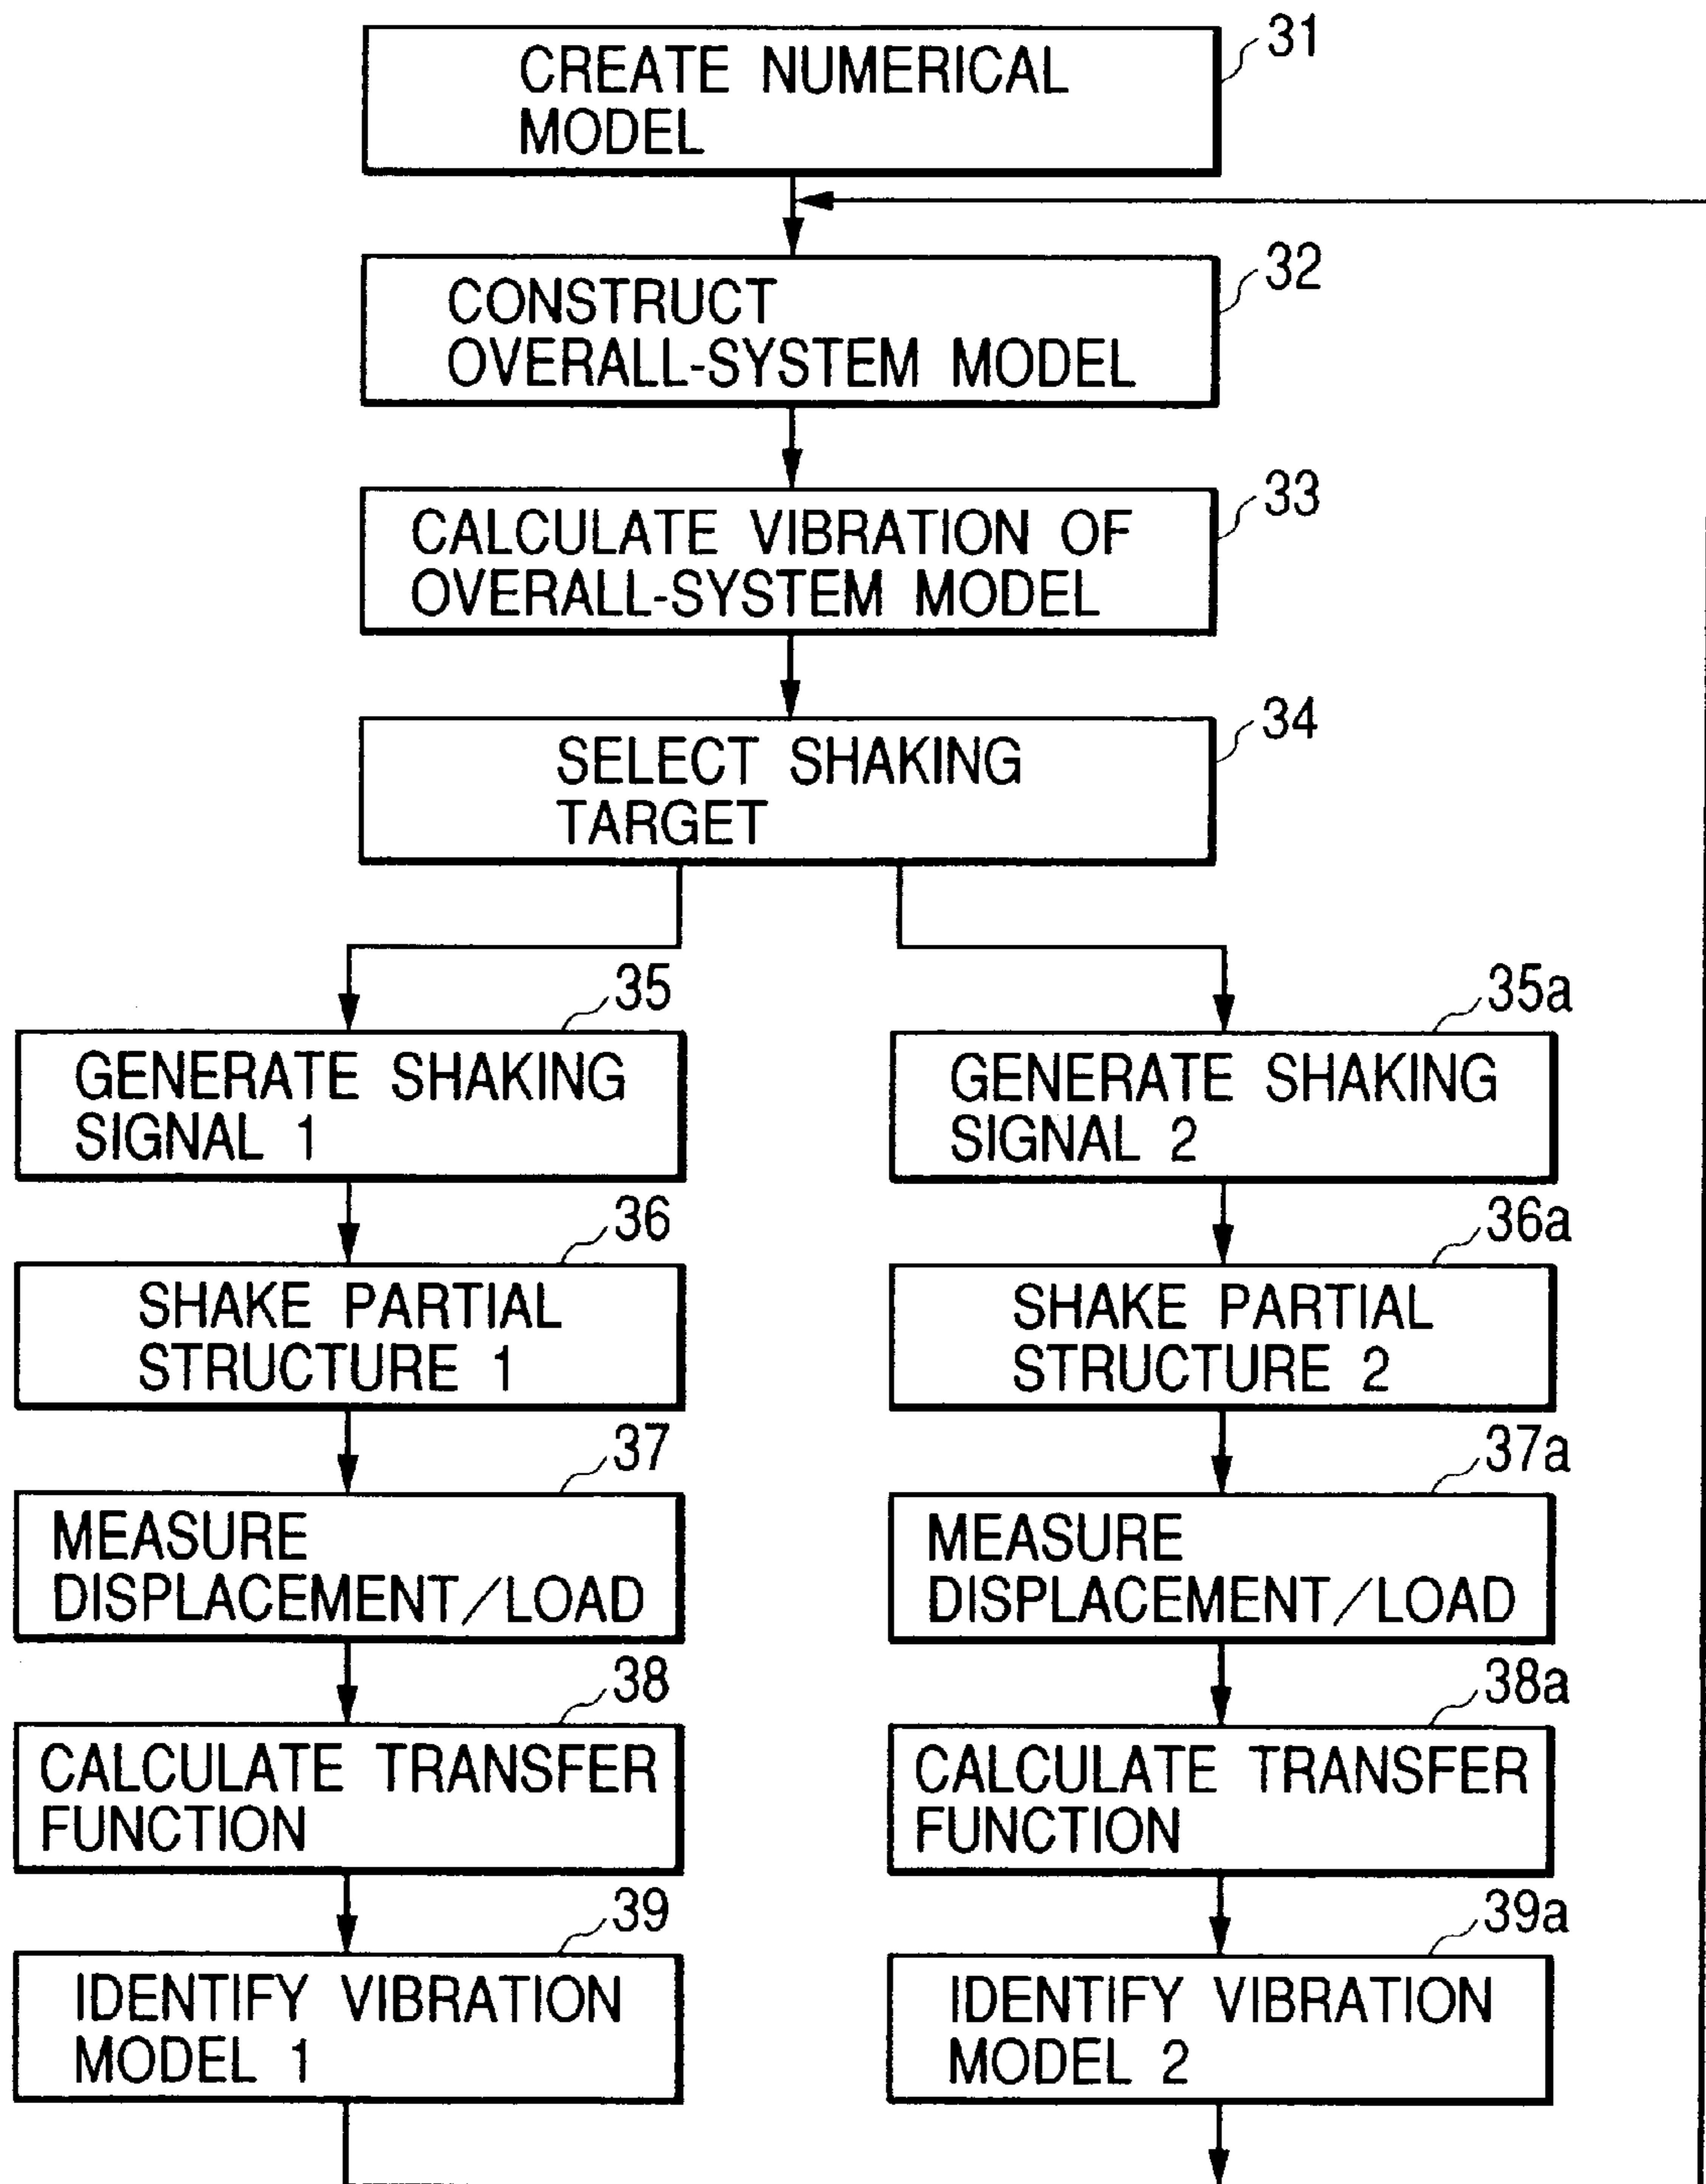 31
CREATE NUMERICAL
MODEL
32
CONSTRUCT
OVERALL-SYSTEM MODEL
33
CALCULATE VIBRATION OF
OVERALL-SYSTEM MODEL
34
SELECT SHAKING
TARGET
35
GENERATE SHAKING
SIGNAL 1
35a
GENERATE SHAKING
SIGNAL 2
36
SHAKE PARTIAL
STRUCTURE 1
36a
SHAKE PARTIAL
STRUCTURE 2
37
MEASURE
DISPLACEMENT/LOAD
37a
MEASURE
DISPLACEMENT/LOAD
38
CALCULATE TRANSFER
FUNCTION
38a
CALCULATE TRANSFER
FUNCTION
39
IDENTIFY VIBRATION
MODEL 1
39a
IDENTIFY VIBRATION
MODEL 2